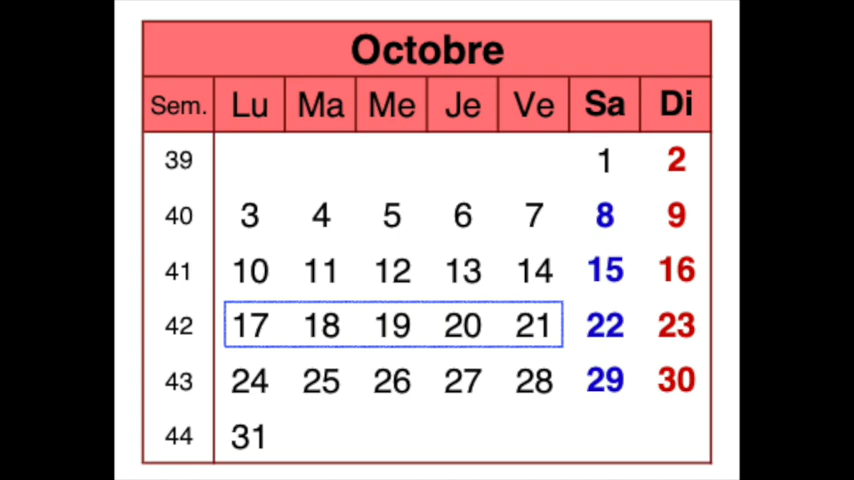 Octobre
Sem. Lu Ma Me Je Ve Sa Di
39 1 2
40 3 4 5 6 7 8 9
41 10 11 12 13 14 15 16
42 17 18 19 20 21 22 23
43 24 25 26 27 28 29 30
44 31